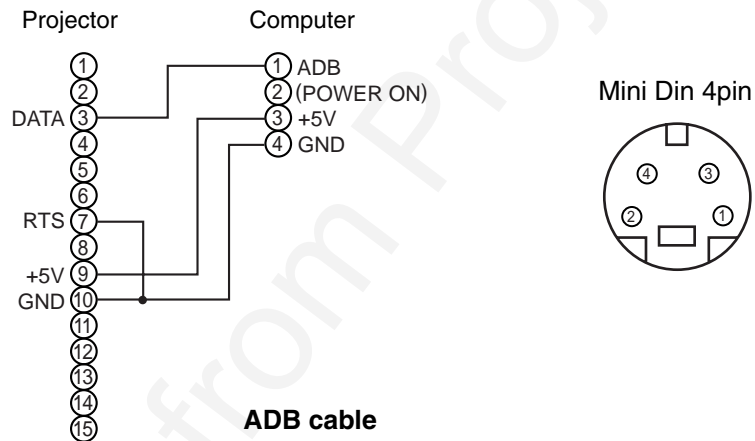 Projector Computer
1 1 ADB
2 2 (POWER ON)
DATA 3 3 +5V
4 4 GND
5
6
RTS 7
8
+5V 9
GND 10
11
12
13
14
15
ADB cable
Mini Din 4pin
4 3
2 1
from Proj